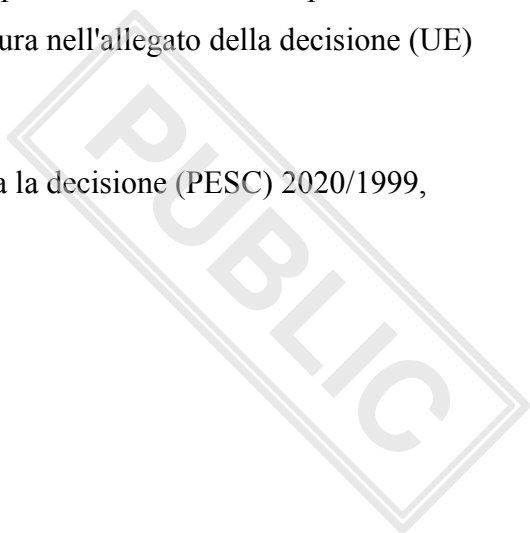 ura nell'allegato della decisione (UE)
a la decisione (PESC) 2020/1999,
PUBLIC